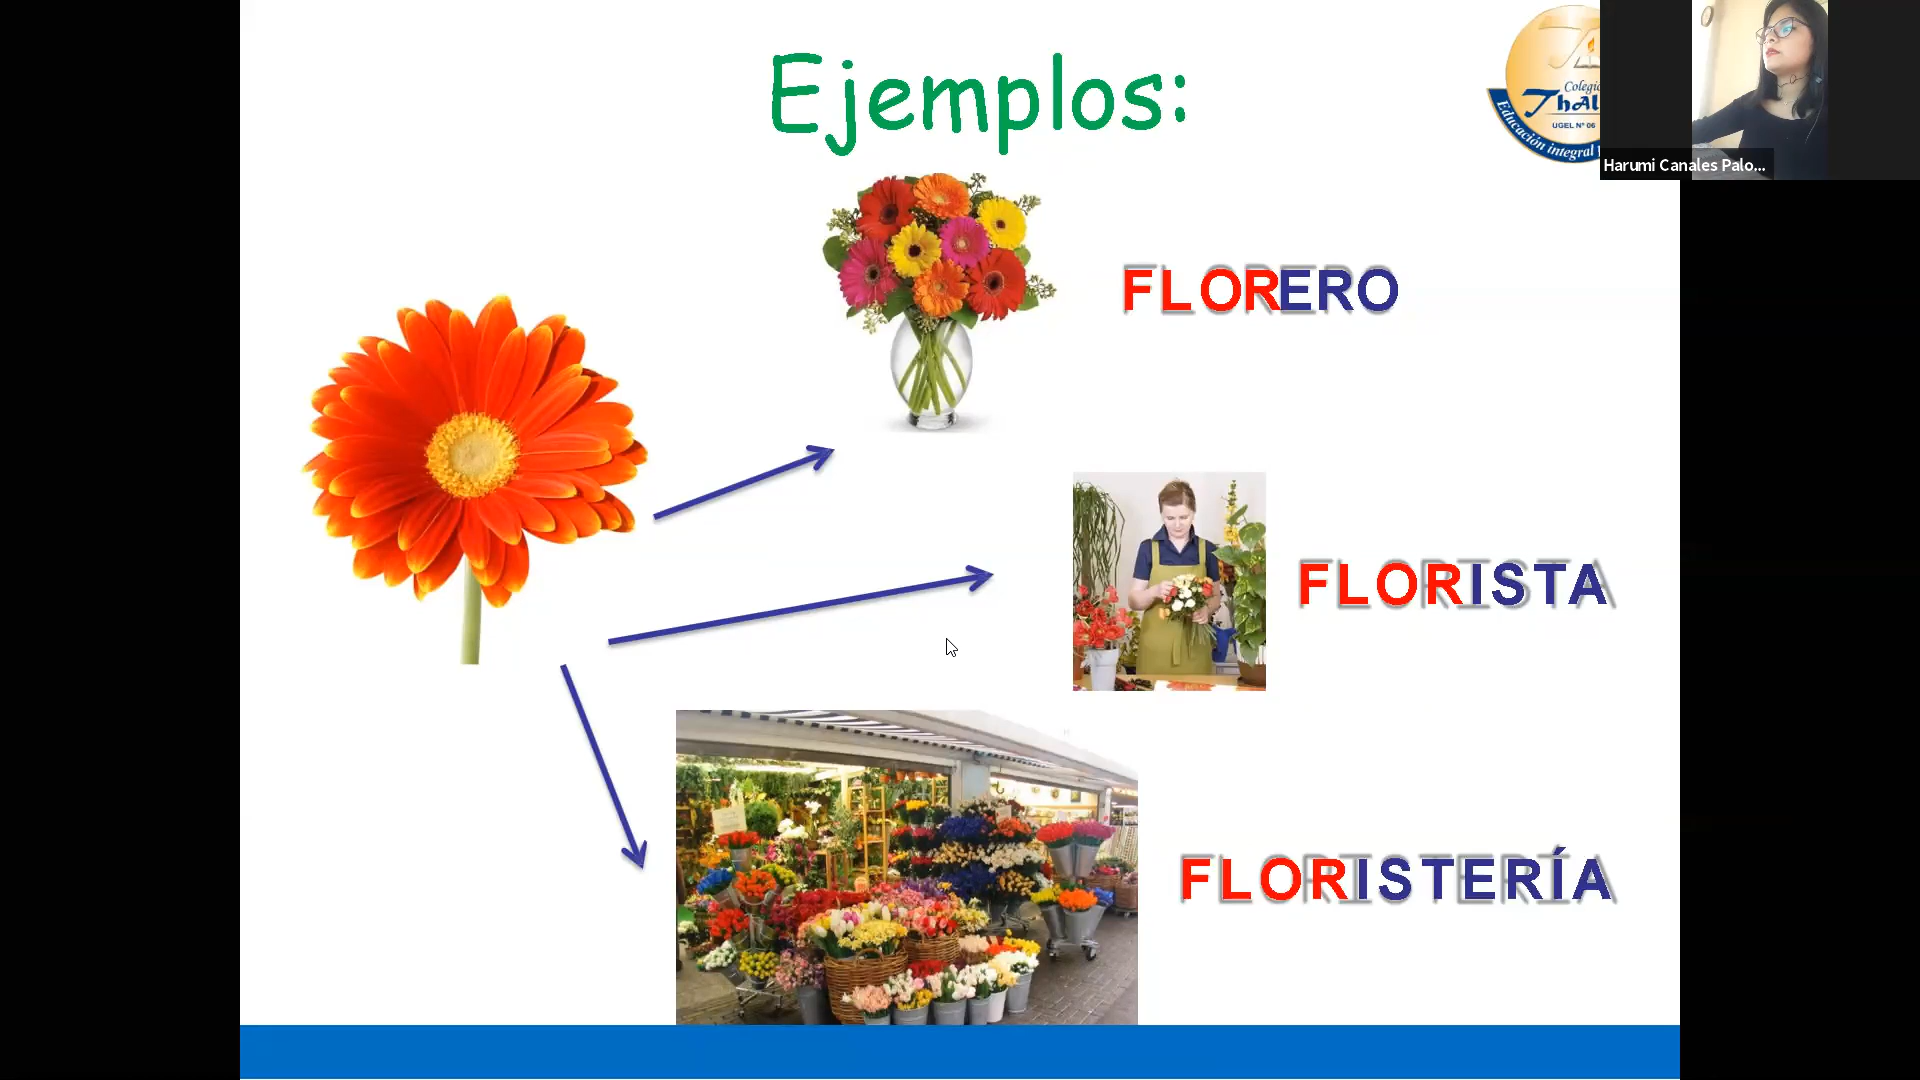 Ejemplos:
Colegio
UGEL N° 06
Educación integral
Harumi Canales Palo...
FLORERO
FLORISTA
FLORISTERÍA